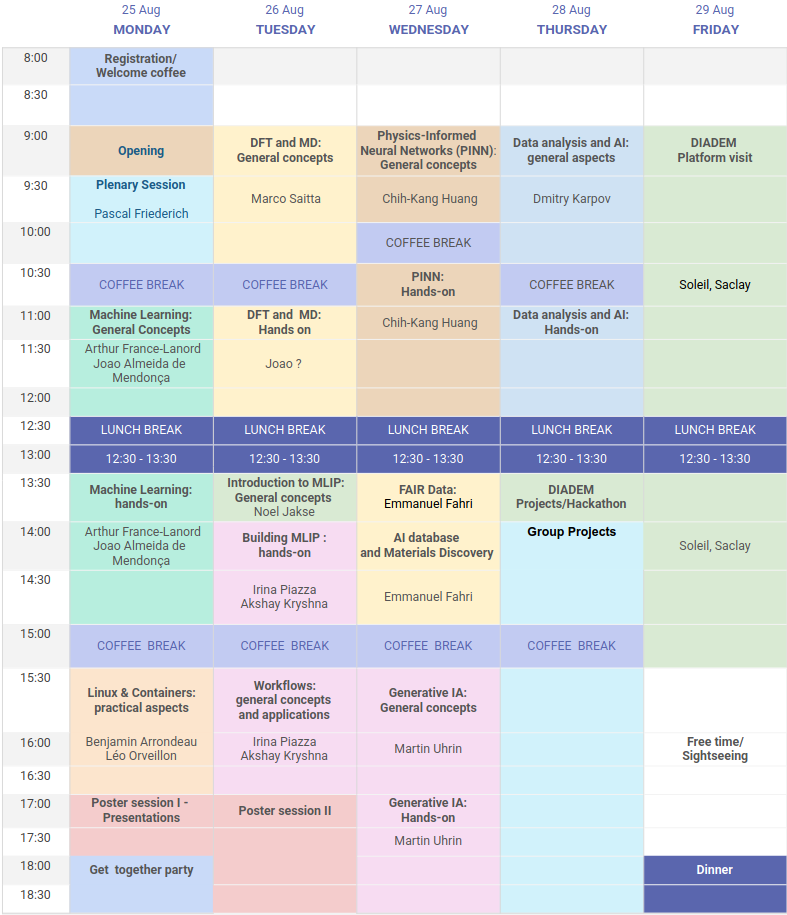 25 Aug 26 Aug 27 Aug 28 Aug 29 Aug
MONDAY TUESDAY WEDNESDAY THURSDAY FRIDAY
8:00
Registration/
Welcome coffee
8:30
9:00
Opening
DFT and MD:
General concepts
Physics-Informed
Neural Networks (PINN):
General concepts
Data analysis and AI:
general aspects
DIADEM
Platform visit
9:30
Plenary Session
Pascal Friederich
Marco Saitta
Chih-Kang Huang
Dmitry Karpov
10:00
COFFEE BREAK
10:30
COFFEE BREAK
COFFEE BREAK
PINN:
Hands-on
COFFEE BREAK
Soleil, Saclay
11:00
Machine Learning:
General Concepts
DFT and MD:
Hands on
Chih-Kang Huang
Data analysis and AI:
Hands-on
11:30
Arthur France-Lanord
Joao Almeida de
Mendonça
Joao ?
12:00
12:30
LUNCH BREAK LUNCH BREAK LUNCH BREAK LUNCH BREAK LUNCH BREAK
13:00
12:30 - 13:30 12:30 - 13:30 12:30 - 13:30 12:30 - 13:30 12:30 - 13:30
13:30
Machine Learning:
hands-on
Introduction to MLIP:
General concepts
Noel Jakse
FAIR Data:
Emmanuel Fahri
DIADEM
Projects/Hackathon
14:00
Arthur France-Lanord
Joao Almeida de
Mendonça
Building MLIP :
hands-on
AI database
and Materials Discovery
Group Projects
Soleil, Saclay
14:30
Irina Piazza
Akshay Kryshna
Emmanuel Fahri
15:00
COFFEE BREAK COFFEE BREAK COFFEE BREAK COFFEE BREAK
15:30
Linux & Containers:
practical aspects
Workflows:
general concepts
and applications
Generative IA:
General concepts
16:00
Benjamin Arrondeau
Léo Orveillon
Irina Piazza
Akshay Kryshna
Martin Uhrin
Free time/
Sightseeing
16:30
17:00
Poster session I -
Presentations
Poster session II
Generative IA:
Hands-on
17:30
Martin Uhrin
18:00
Get together party
Dinner
18:30